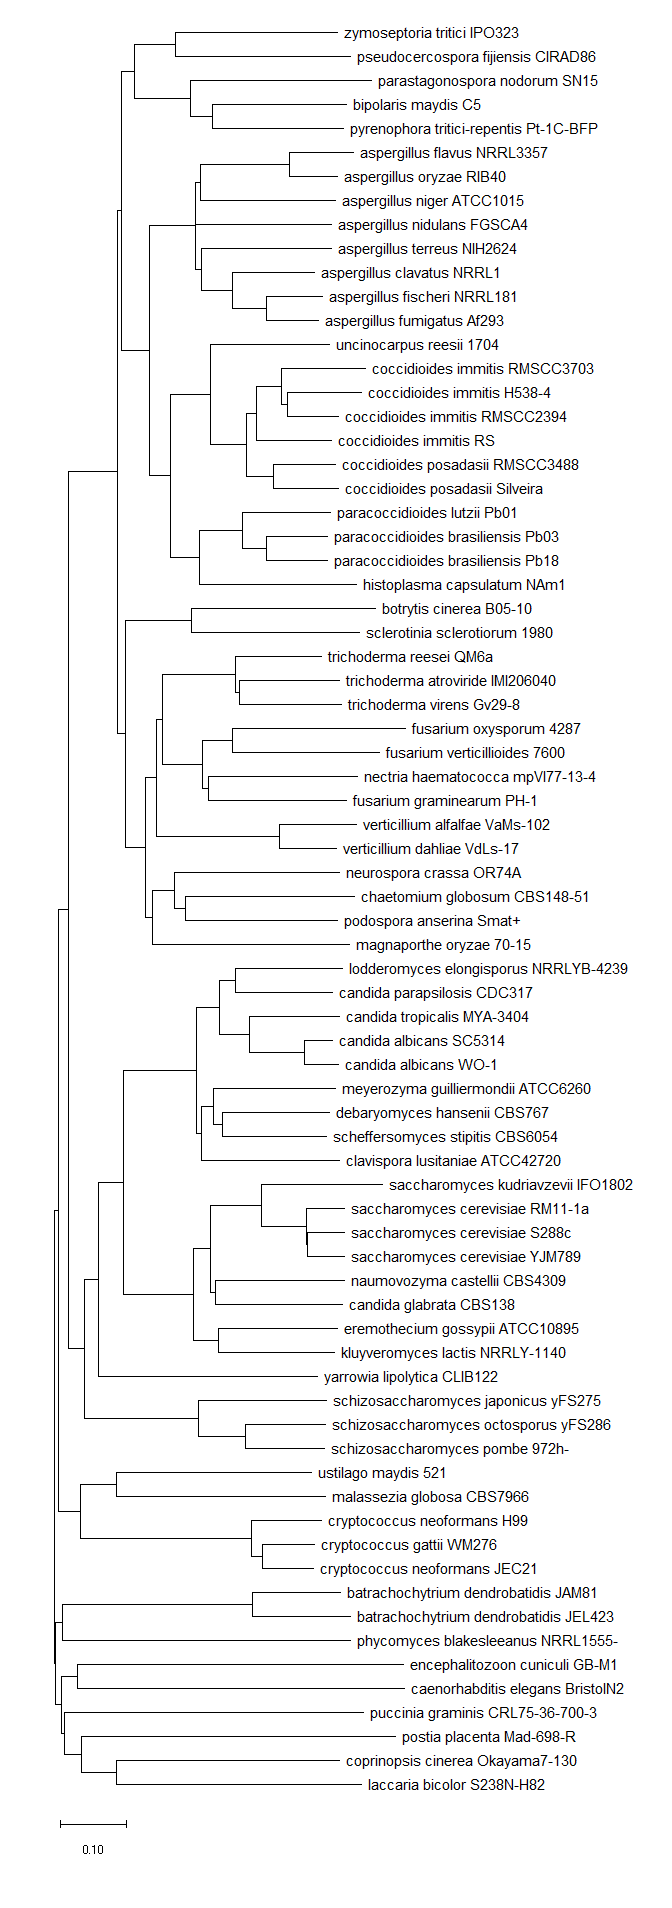 zymoseptoria tritici IPO323
pseudocercospora fijiensis CIRAD86
parastagonospora nodorum SN15
bipolaris maydis C5
pyrenophora tritici-repentis Pt-1C-BFP
aspergillus flavus NRRL3357
aspergillus oryzae RIB40
aspergillus niger ATCC1015
aspergillus nidulans FGSCA4
aspergillus terreus NIH2624
aspergillus clavatus NRRL1
aspergillus fischeri NRRL181
aspergillus fumigatus Af293
uncinocarpus reesii 1704
coccidioides immitis RMSCC3703
coccidioides immitis H538-4
coccidioides immitis RMSCC2394
coccidioides immitis RS
coccidioides posadasii RMSCC3488
coccidioides posadasii Silveira
paracoccidioides lutzii Pb01
paracoccidioides brasiliensis Pb03
paracoccidioides brasiliensis Pb18
histoplasma capsulatum NAm1
botrytis cinerea B05-10
sclerotinia sclerotiorum 1980
trichoderma reesei QM6a
trichoderma atroviride IMI206040
trichoderma virens Gv29-8
fusarium oxysporum 4287
fusarium verticillioides 7600
nectria haematococca mpVI77-13-4
fusarium graminearum PH-1
verticillium alfalfae VaMs-102
verticillium dahliae VdLs-17
neurospora crassa OR74A
chaetomium globosum CBS148-51
podospora anserina Smat+
magnaporthe oryzae 70-15
lodderomyces elongisporus NRRLYB-4239
candida parapsilosis CDC317
candida tropicalis MYA-3404
candida albicans SC5314
candida albicans WO-1
meyerozyma guilliermondii ATCC6260
debaryomyces hansenii CBS767
scheffersomyces stipitis CBS6054
clavispora lusitaniae ATCC42720
saccharomyces kudriavzevii IFO1802
saccharomyces cerevisiae RM11-1a
saccharomyces cerevisiae S288c
saccharomyces cerevisiae YJM789
naumovozyma castellii CBS4309
candida glabrata CBS138
eremothecium gossypii ATCC10895
kluyveromyces lactis NRRLY-1140
yarrowia lipolytica CLIB122
schizosaccharomyces japonicus yFS275
schizosaccharomyces octosporus yFS286
schizosaccharomyces pombe 972h-
ustilago maydis 521
malassezia globosa CBS7966
cryptococcus neoformans H99
cryptococcus gattii WM276
cryptococcus neoformans JEC21
batrachochytrium dendrobatidis JAM81
batrachochytrium dendrobatidis JEL423
phycomyces blakesleeanus NRRL1555-
encephalitozoon cuniculi GB-M1
caenorhabditis elegans BristolN2
puccinia graminis CRL75-36-700-3
postia placenta Mad-698-R
coprinopsis cinerea Okayama7-130
laccaria bicolor S238N-H82
0.10